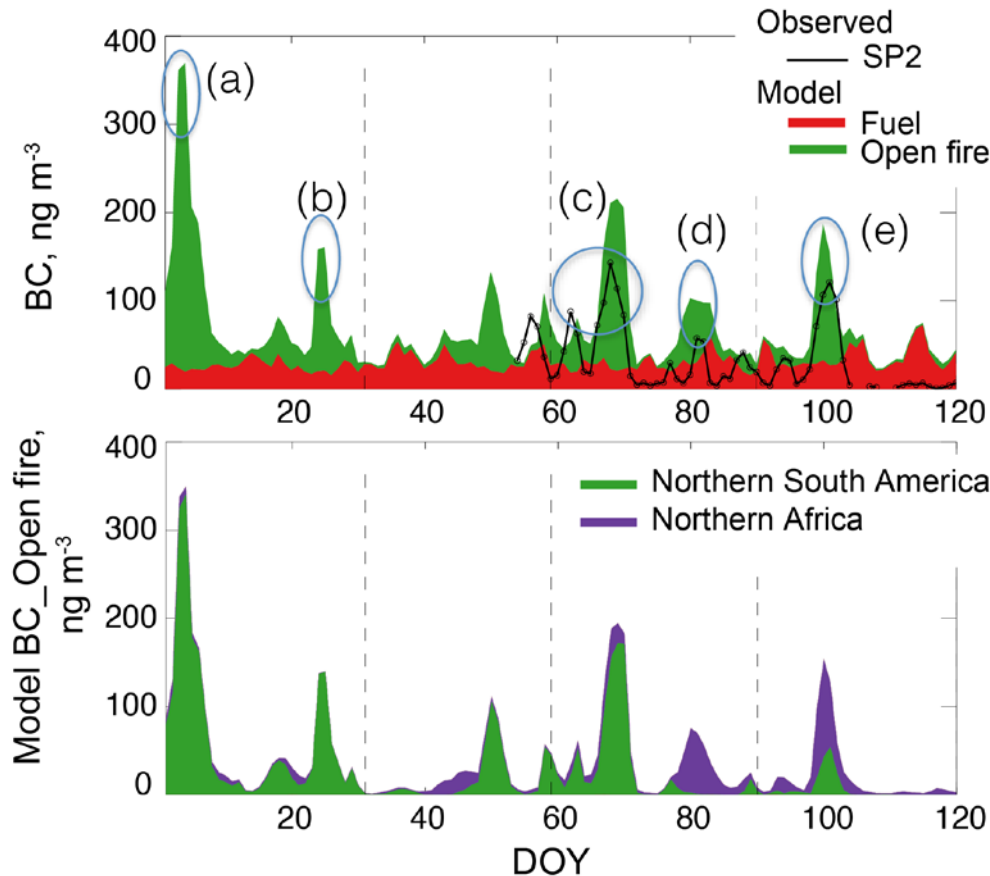 400
300
200
100
0
BC, ng m-3
(a)
(b)
(c)
(d)
(e)
Observed
SP2
Model
Fuel
Open fire
20
40
60
80
100
120
400
300
200
100
0
Model BC_Open fire,
ng m-3
Northern South America
Northern Africa
20
40
60
80
100
120
DOY